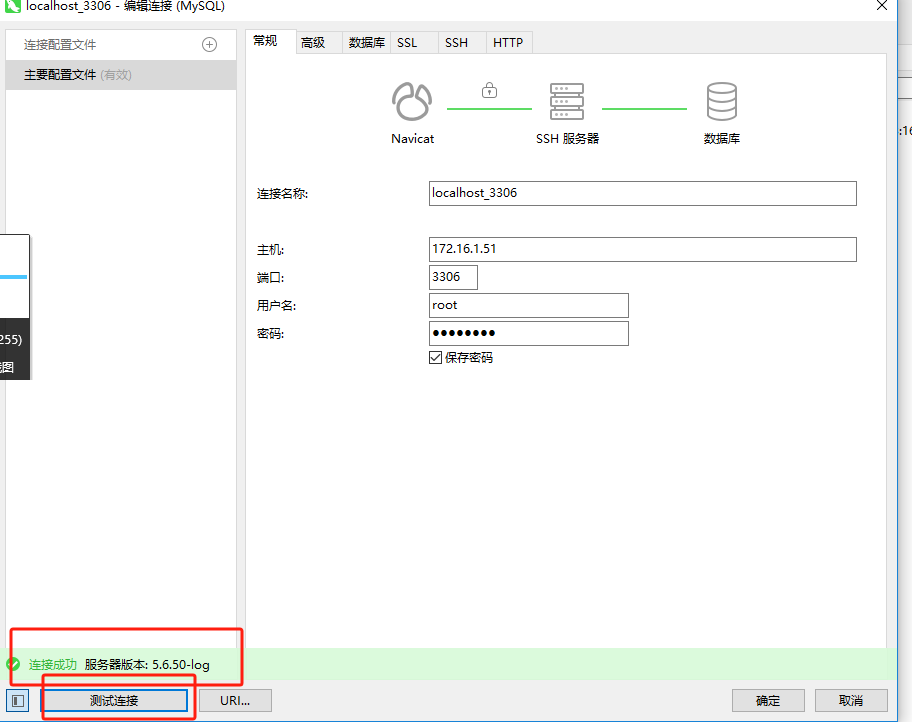 localhost_3306 - 编辑连接 (MySQL)
连接配置文件
主要配置文件 (有效)
常规 高级 数据库 SSL SSH HTTP
Navicat SSH 服务器 数据库
:16
连接名称: localhost_3306
主机: 172.16.1.51
端口: 3306
用户名: root
密码: ●●●●●●●●
保存密码
255)
图
连接成功 服务器版本: 5.6.50-log
测试连接 URI... 确定 取消